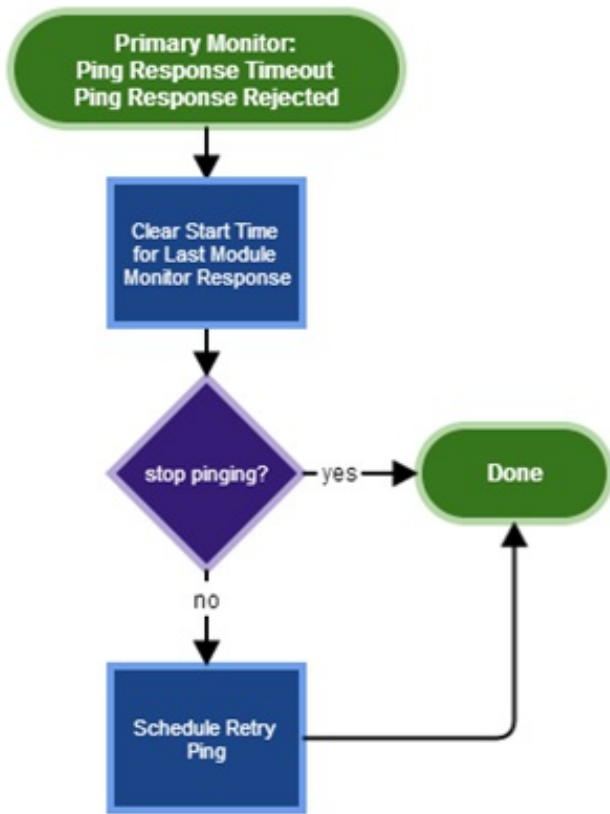 Primary Monitor:
Ping Response Timeout
Ping Response Rejected
Clear Start Time
for Last Module
Monitor Response
stop pinging?
yes
Done
no
Schedule Retry
Ping